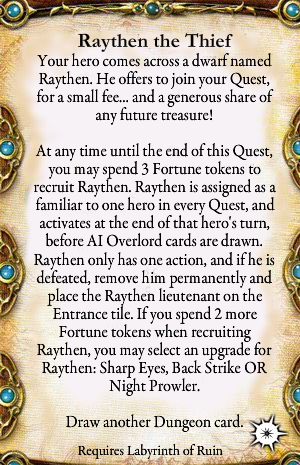 Raythen the Thief
Your hero comes across a dwarf named
Raythen. He offers to join your Quest,
for a small fee... and a generous share of
any future treasure!
At any time until the end of this Quest,
you may spend 3 Fortune tokens to
recruit Raythen. Raythen is assigned as a
familiar to one hero in every Quest, and
activates at the end of that hero's turn,
before AI Overlord cards are drawn.
Raythen only has one action, and if he is
defeated, remove him permanently and
place the Raythen lieutenant on the
Entrance tile. If you spend 2 more
Fortune tokens when recruiting
Raythen, you may select an upgrade for
Raythen: Sharp Eyes, Back Strike OR
Night Prowler.
Draw another Dungeon card.
Requires Labyrinth of Ruin